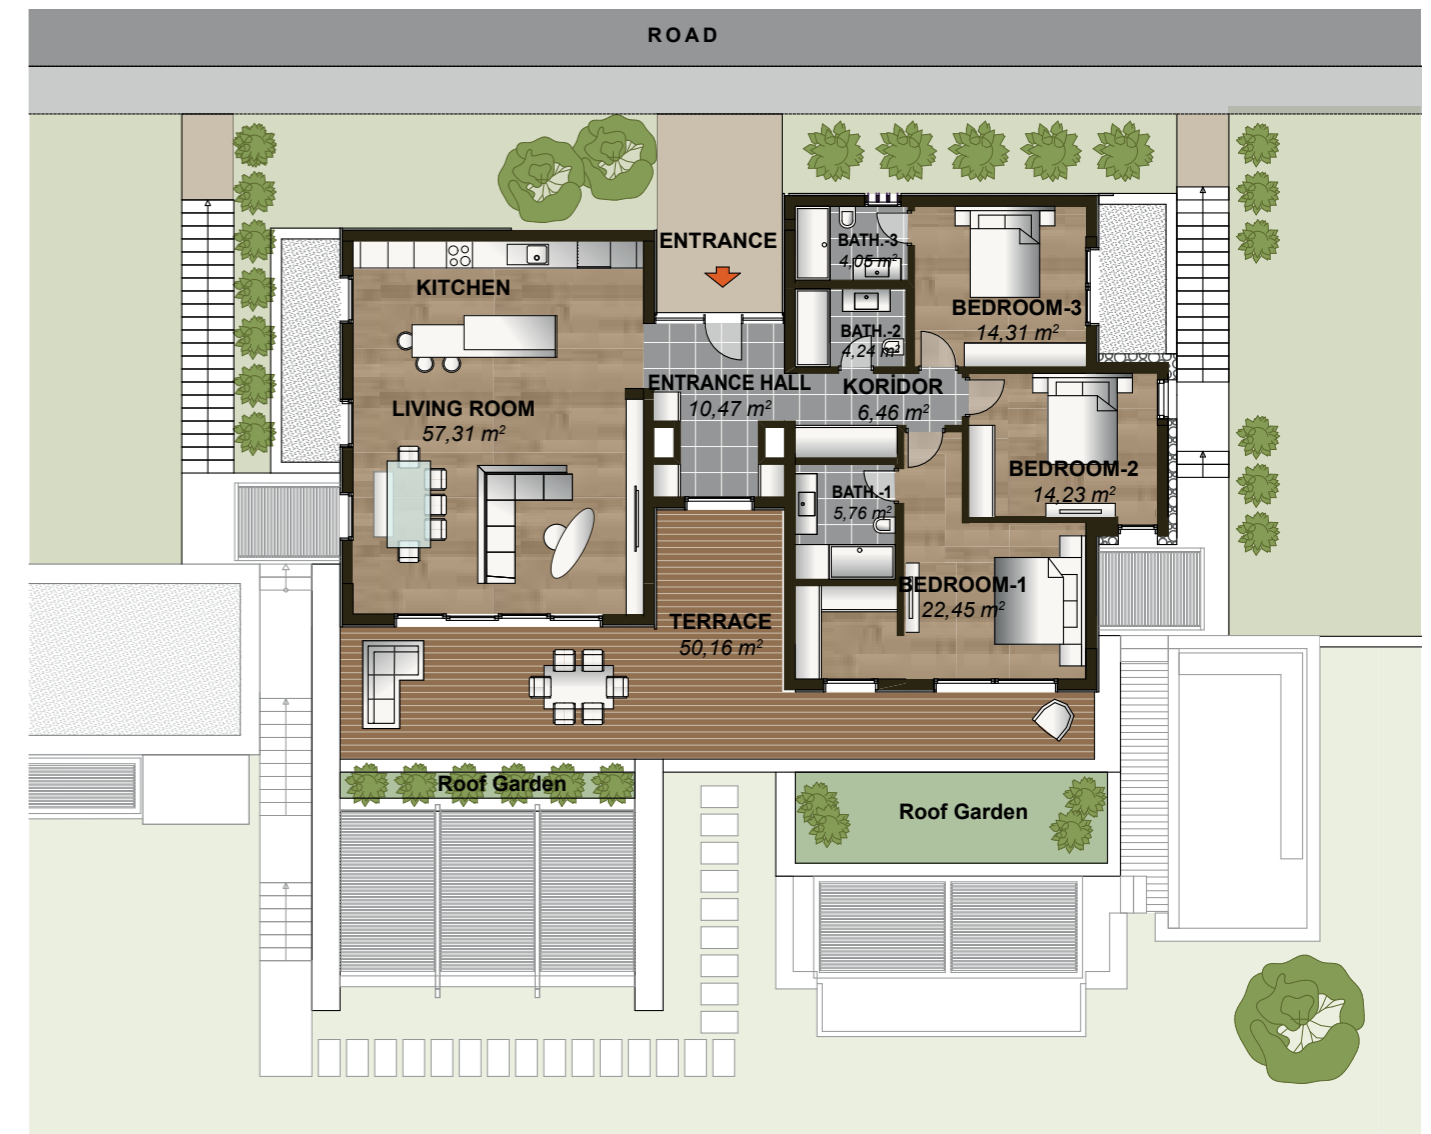 ROAD
ENTRANCE
KITCHEN
LIVING ROOM
57,31 m²
ENTRANCE HALL
10,47 m²
KORİDOR
6,46 m²
BATH.-3
4,05 m²
BATH.-2
4,24 m²
BEDROOM-3
14,31 m²
BEDROOM-2
14,23 m²
BATH.-1
5,76 m²
BEDROOM-1
22,45 m²
TERRACE
50,16 m²
Roof Garden
Roof Garden